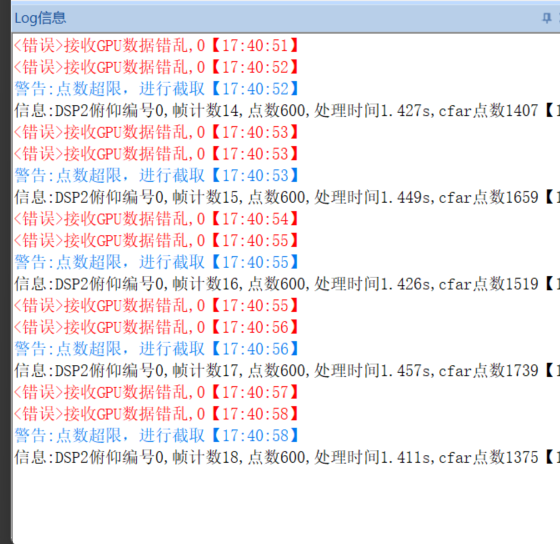 Log信息
<错误>接收GPU数据错乱,0【17:40:51】
<错误>接收GPU数据错乱,0【17:40:52】
警告:点数超限，进行截取【17:40:52】
信息:DSP2俯仰编号0,帧计数14,点数600,处理时间1.427s,cfar点数1407【1
<错误>接收GPU数据错乱,0【17:40:53】
<错误>接收GPU数据错乱,0【17:40:53】
警告:点数超限，进行截取【17:40:53】
信息:DSP2俯仰编号0,帧计数15,点数600,处理时间1.449s,cfar点数1659【1
<错误>接收GPU数据错乱,0【17:40:54】
<错误>接收GPU数据错乱,0【17:40:55】
警告:点数超限，进行截取【17:40:55】
信息:DSP2俯仰编号0,帧计数16,点数600,处理时间1.426s,cfar点数1519【1
<错误>接收GPU数据错乱,0【17:40:55】
<错误>接收GPU数据错乱,0【17:40:56】
警告:点数超限，进行截取【17:40:56】
信息:DSP2俯仰编号0,帧计数17,点数600,处理时间1.457s,cfar点数1739【1
<错误>接收GPU数据错乱,0【17:40:57】
<错误>接收GPU数据错乱,0【17:40:58】
警告:点数超限，进行截取【17:40:58】
信息:DSP2俯仰编号0,帧计数18,点数600,处理时间1.411s,cfar点数1375【1